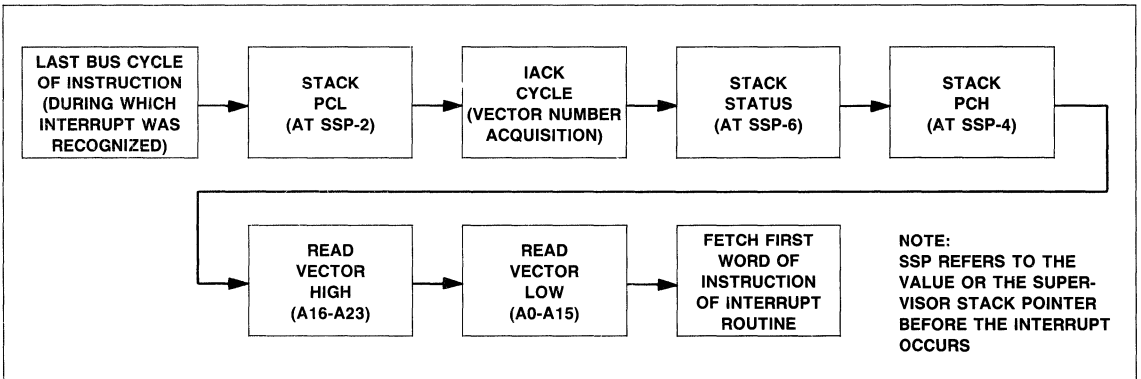 LAST BUS CYCLE
OF INSTRUCTION
(DURING WHICH
INTERRUPT WAS
RECOGNIZED)
STACK
PCL
(AT SSP-2)
IACK
CYCLE
(VECTOR NUMBER
ACQUISITION)
STACK
STATUS
(AT SSP-6)
STACK
PCH
(AT SSP-4)
READ
VECTOR
HIGH
(A16-A23)
READ
VECTOR
LOW
(A0-A15)
FETCH FIRST
WORD OF
INSTRUCTION
OF INTERRUPT
ROUTINE
NOTE:
SSP REFERS TO THE
VALUE OR THE SUPER-
VISOR STACK POINTER
BEFORE THE INTERRUPT
OCCURS